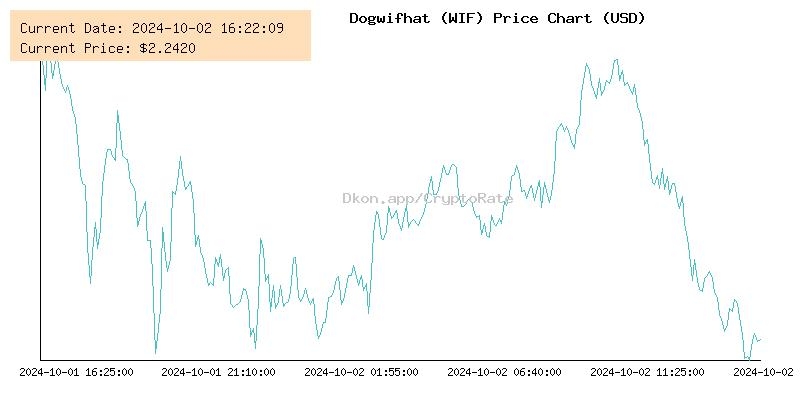 Dogwifhat (WIF) Price Chart (USD)
Current Date: 2024-10-02 16:22:09
Current Price: $2.2420
Dkon.app/CryptoRate
2024-10-01 16:25:00 2024-10-01 21:10:00 2024-10-02 01:55:00 2024-10-02 06:40:00 2024-10-02 11:25:00 2024-10-02